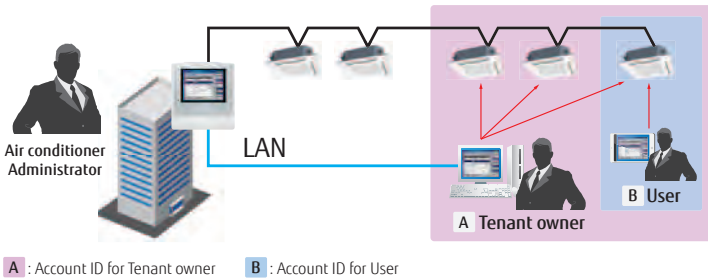 Air conditioner
Administrator
LAN
A Tenant owner
B User
A : Account ID for Tenant owner
B : Account ID for User